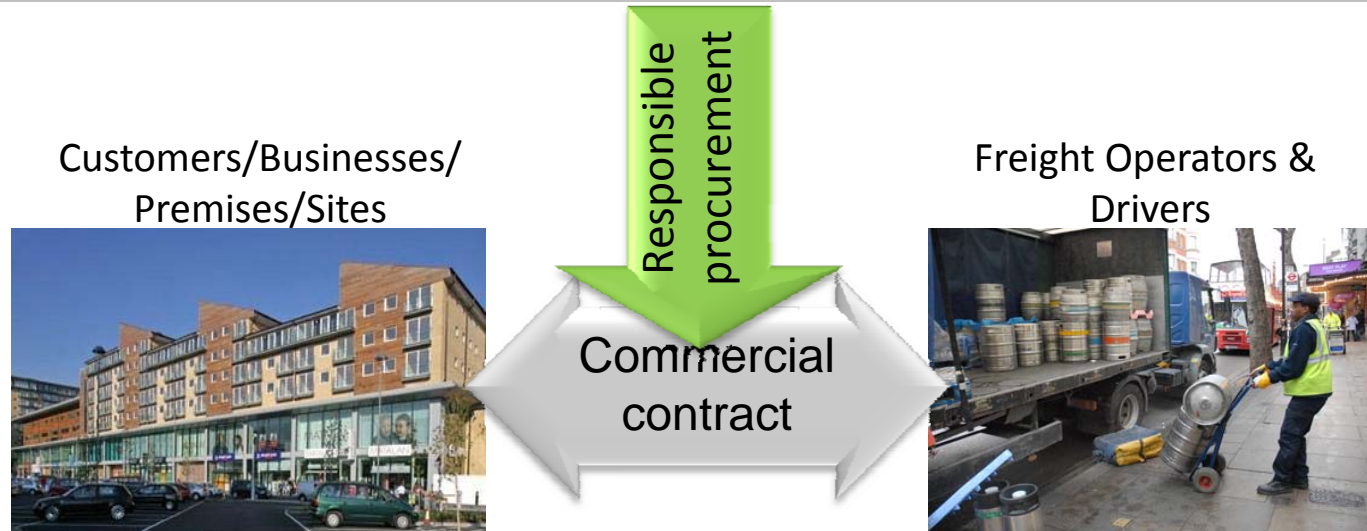 Responsible
procurement
Customers/Businesses/
Premises/Sites
Freight Operators &
Drivers
Commercial
contract